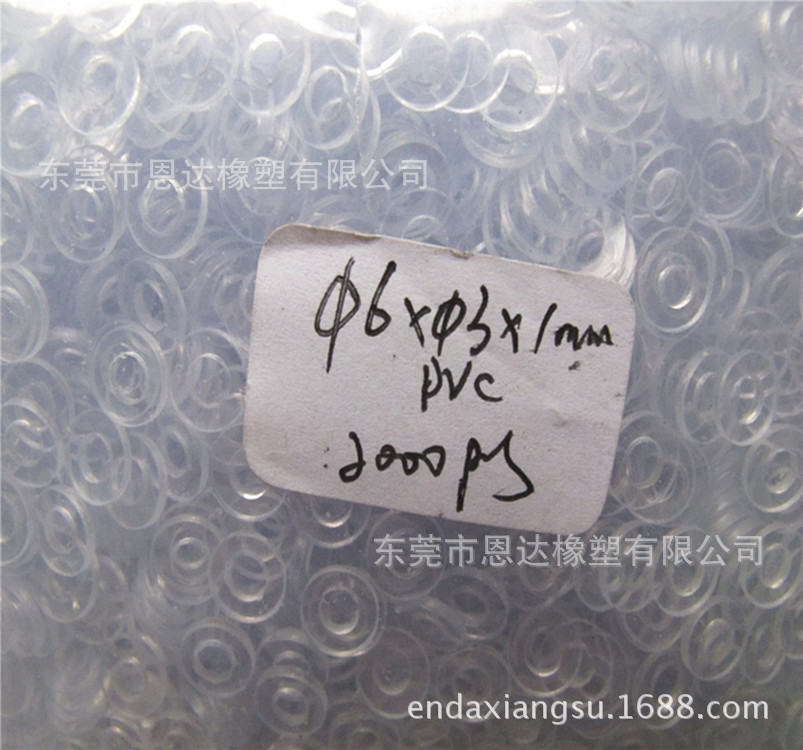 东莞市恩达橡塑有限公司
Φ6×Φ3×1mm
PVC
2000pcs
东莞市恩达橡塑有限公司
endaxiangsu.1688.com